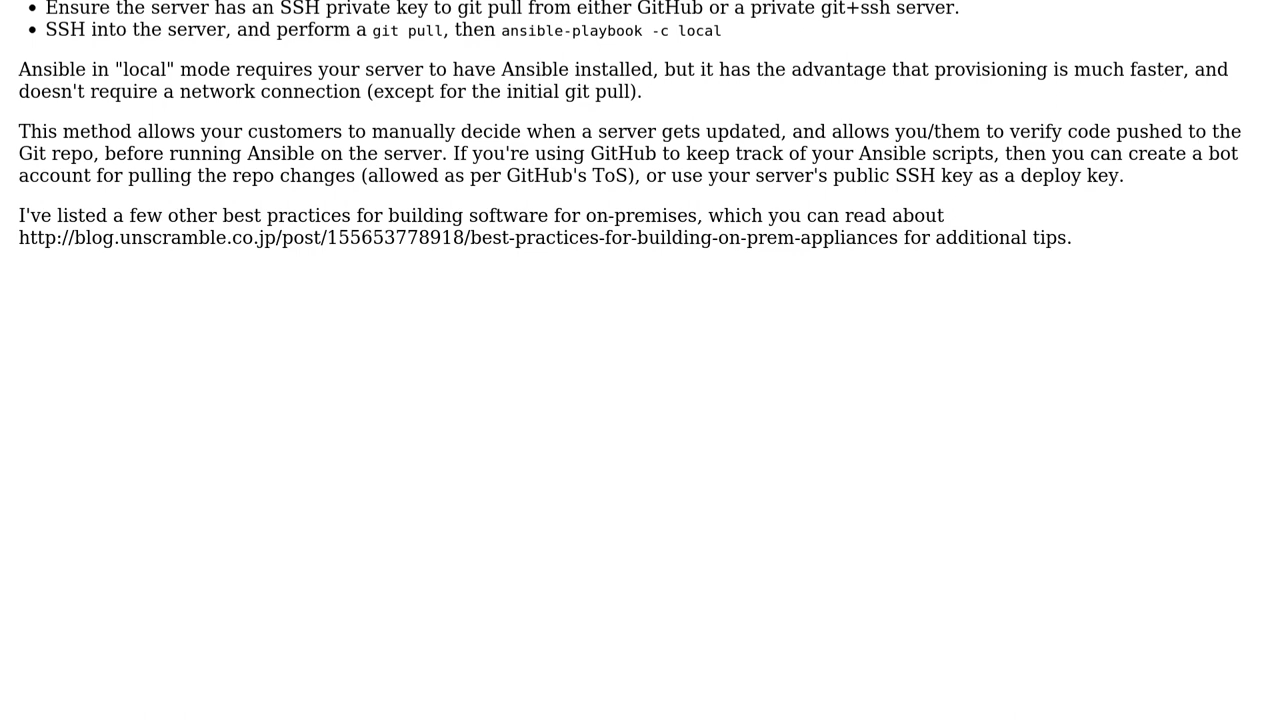 Ensure the server has an SSH private key to git pull from either GitHub or a private git+ssh server.
SSH into the server, and perform a git pull, then ansible-playbook -c local
Ansible in "local" mode requires your server to have Ansible installed, but it has the advantage that provisioning is much faster, and
doesn't require a network connection (except for the initial git pull).
This method allows your customers to manually decide when a server gets updated, and allows you/them to verify code pushed to the
Git repo, before running Ansible on the server. If you're using GitHub to keep track of your Ansible scripts, then you can create a bot
account for pulling the repo changes (allowed as per GitHub's ToS), or use your server's public SSH key as a deploy key.
I've listed a few other best practices for building software for on-premises, which you can read about
http://blog.unscramble.co.jp/post/155653778918/best-practices-for-building-on-prem-appliances for additional tips.